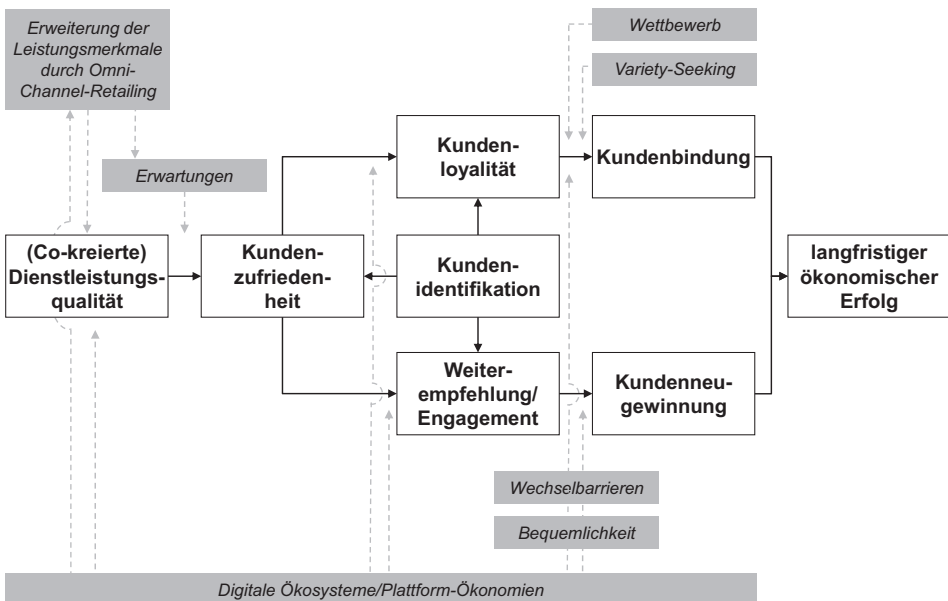 Erweiterung der
Leistungsmerkmale
durch Omni-
Channel-Retailing
Wettbewerb
Variety-Seeking
Erwartungen
Kunden-
loyalität
Kundenbindung
(Co-kreierte)
Dienstleistungs-
qualität
Kunden-
zufrieden-
heit
Kunden-
identifikation
langfristiger
ökonomischer
Erfolg
Weiter-
empfehlung/
Engagement
Kundenneu-
gewinnung
Wechselbarrieren
Bequemlichkeit
Digitale Ökosysteme/Plattform-Ökonomien